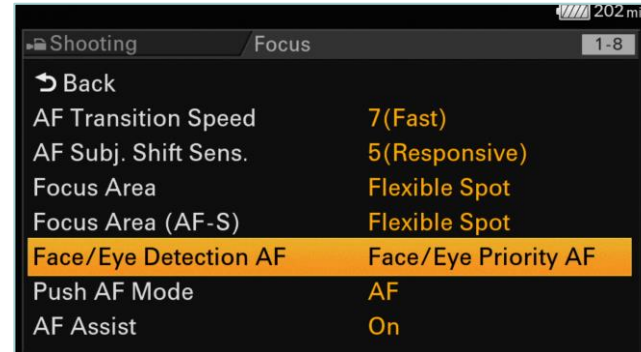 202 mi
Shooting Focus 1-8
Back
AF Transition Speed 7(Fast)
AF Subj. Shift Sens. 5(Responsive)
Focus Area Flexible Spot
Focus Area (AF-S) Flexible Spot
Face/Eye Detection AF Face/Eye Priority AF
Push AF Mode AF
AF Assist On